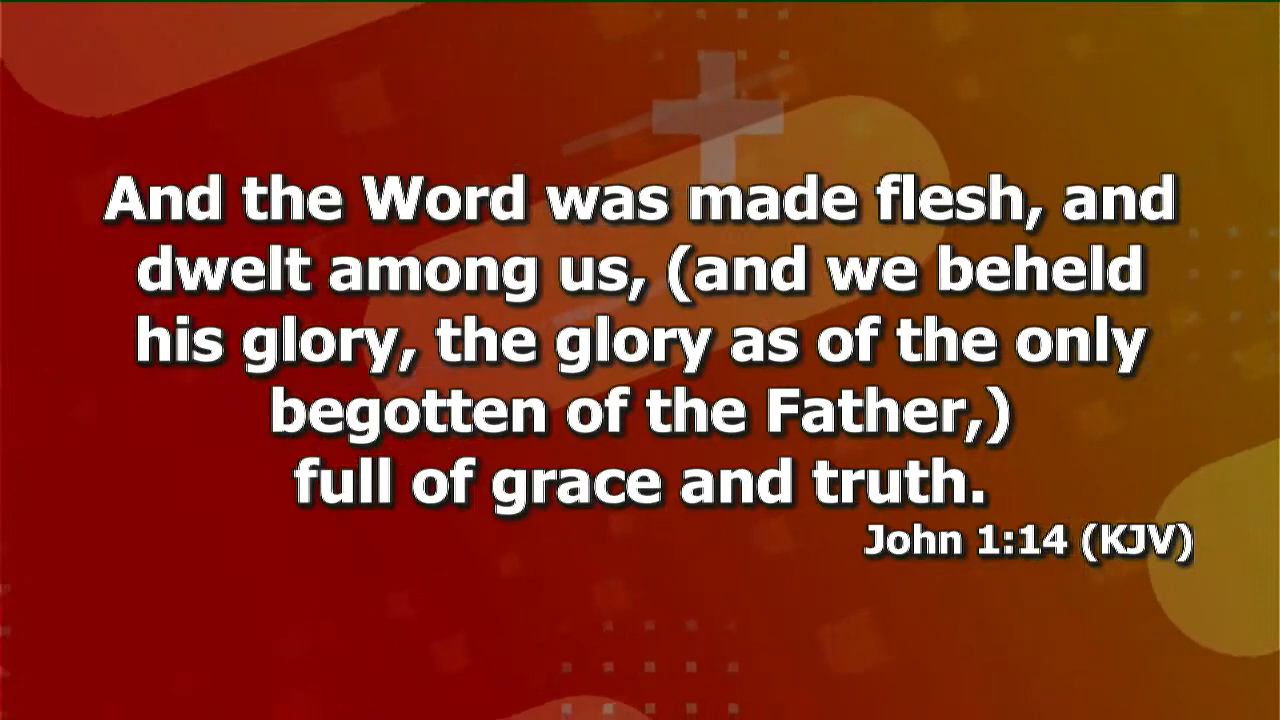 And the Word was made flesh, and
dwelt among us, (and we beheld
his glory, the glory as of the only
begotten of the Father,)
full of grace and truth.
John 1:14 (KJV)